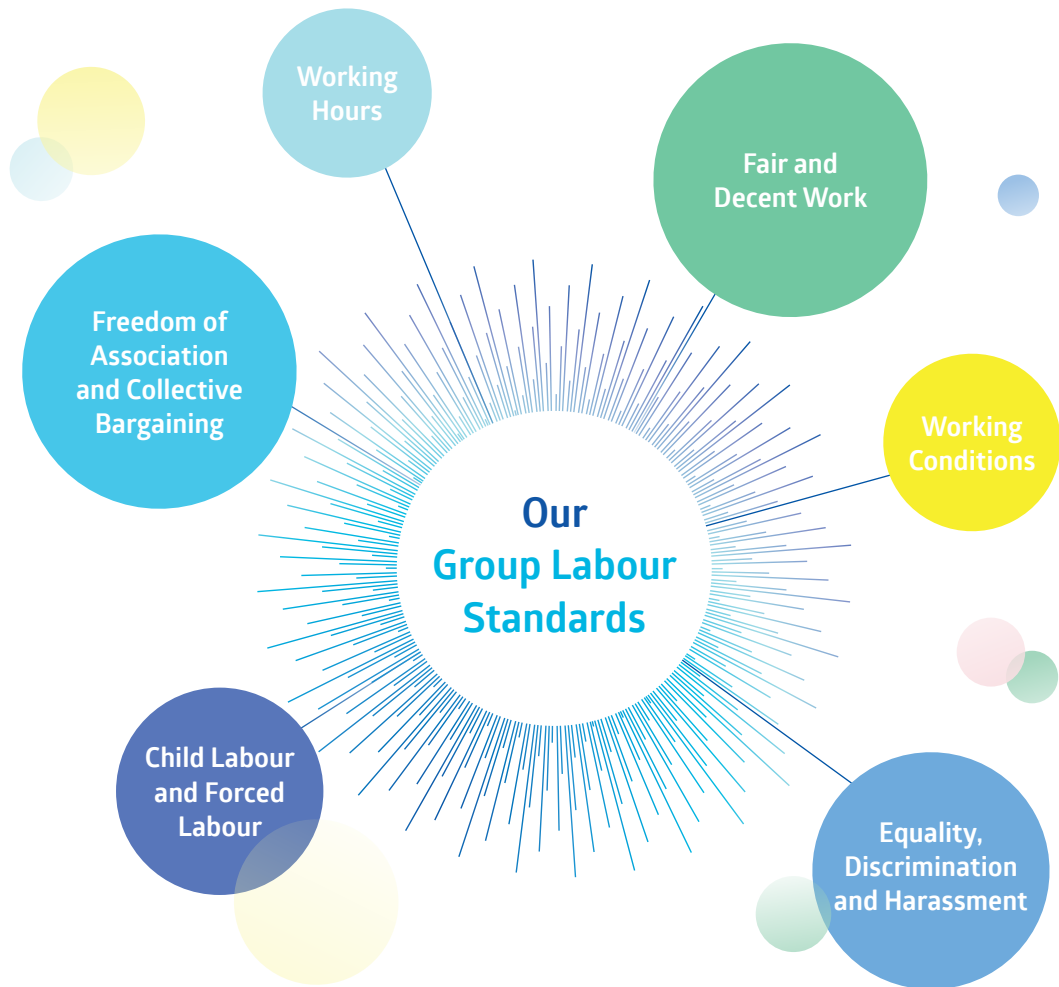 Working
Hours
Fair and
Decent Work
Freedom of
Association
and Collective
Bargaining
Working
Conditions
Our
Group Labour
Standards
Child Labour
and Forced
Labour
Equality,
Discrimination
and Harassment